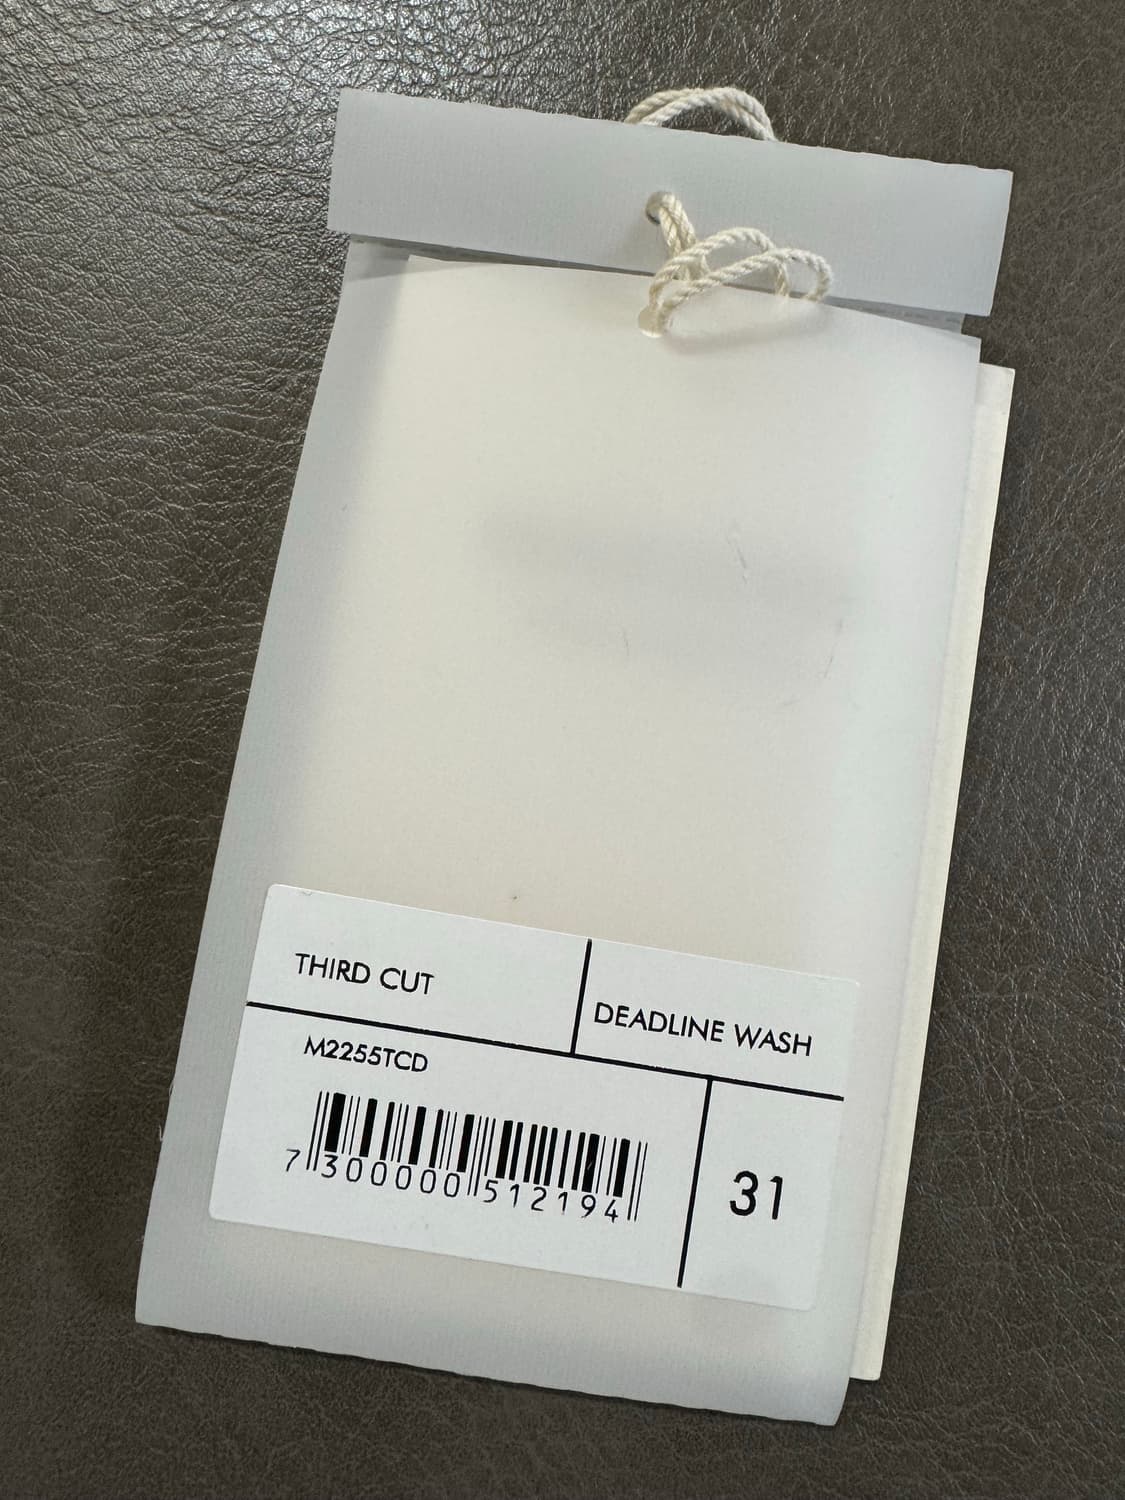 THIRD CUT
DEADLINE WASH
M2255TCD
7 300000 512194
31